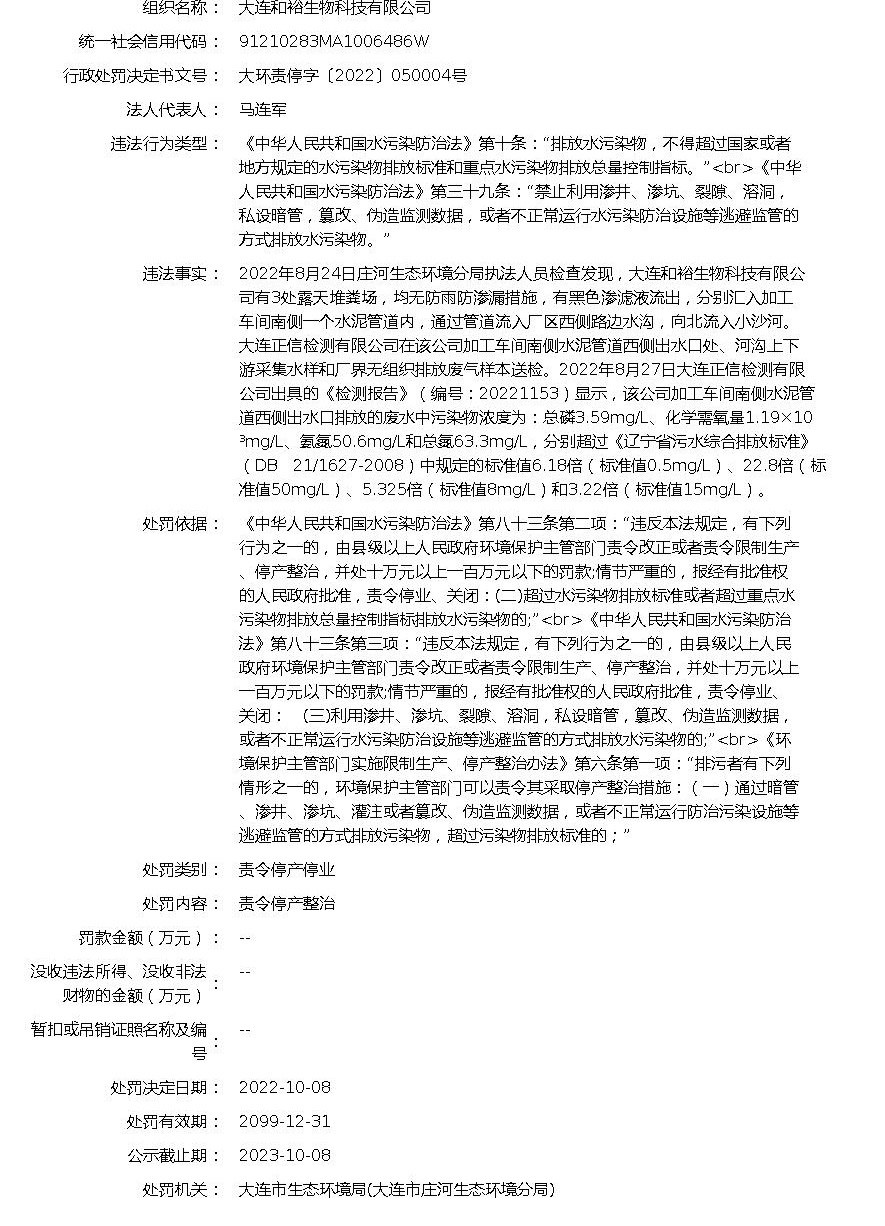 组织名称： 大连和裕生物科技有限公司
统一社会信用代码： 91210283MA1006486W
行政处罚决定书文号： 大环责停字〔2022〕050004号
法人代表人： 马连军
违法行为类型： 《中华人民共和国水污染防治法》第十条：“排放水污染物，不得超过国家或者
地方规定的水污染物排放标准和重点水污染物排放总量控制指标。”<br>《中华
人民共和国水污染防治法》第三十九条：“禁止利用渗井、渗坑、裂隙、溶洞，
私设暗管，篡改、伪造监测数据，或者不正常运行水污染防治设施等逃避监管的
方式排放水污染物。”
违法事实： 2022年8月24日庄河生态环境分局执法人员检查发现，大连和裕生物科技有限公
司有3处露天堆粪场，均无防雨防渗漏措施，有黑色渗滤液流出，分别汇入加工
车间南侧一个水泥管道内，通过管道流入厂区西侧路边水沟，向北流入小沙河。
大连正信检测有限公司在该公司加工车间南侧水泥管道西侧出水口处、河沟上下
游采集水样和厂界无组织排放废气样本送检。2022年8月27日大连正信检测有限
公司出具的《检测报告》（编号：20221153）显示，该公司加工车间南侧水泥管
道西侧出水口排放的废水中污染物浓度为：总磷3.59mg/L、化学需氧量1.19×10
³mg/L、氨氮50.6mg/L和总氮63.3mg/L，分别超过《辽宁省污水综合排放标准》
（DB 21/1627-2008）中规定的标准值6.18倍（标准值0.5mg/L）、22.8倍（标
准值50mg/L）、5.325倍（标准值8mg/L）和3.22倍（标准值15mg/L）。
处罚依据： 《中华人民共和国水污染防治法》第八十三条第二项：“违反本法规定，有下列
行为之一的，由县级以上人民政府环境保护主管部门责令改正或者责令限制生产
、停产整治，并处十万元以上一百万元以下的罚款;情节严重的，报经有批准权
的人民政府批准，责令停业、关闭：(二)超过水污染物排放标准或者超过重点水
污染物排放总量控制指标排放水污染物的;”<br>《中华人民共和国水污染防治
法》第八十三条第三项：“违反本法规定，有下列行为之一的，由县级以上人民
政府环境保护主管部门责令改正或者责令限制生产、停产整治，并处十万元以上
一百万元以下的罚款;情节严重的，报经有批准权的人民政府批准，责令停业、
关闭： (三)利用渗井、渗坑、裂隙、溶洞，私设暗管，篡改、伪造监测数据，
或者不正常运行水污染防治设施等逃避监管的方式排放水污染物的;”<br>《环
境保护主管部门实施限制生产、停产整治办法》第六条第一项：“排污者有下列
情形之一的，环境保护主管部门可以责令其采取停产整治措施：（一）通过暗管
、渗井、渗坑、灌注或者篡改、伪造监测数据，或者不正常运行防治污染设施等
逃避监管的方式排放污染物，超过污染物排放标准的；”
处罚类别： 责令停产停业
处罚内容： 责令停产整治
罚款金额（万元）： --
没收违法所得、没收非法 --
财物的金额（万元）：
暂扣或吊销证照名称及编 --
号：
处罚决定日期： 2022-10-08
处罚有效期： 2099-12-31
公示截止期： 2023-10-08
处罚机关： 大连市生态环境局(大连市庄河生态环境分局)